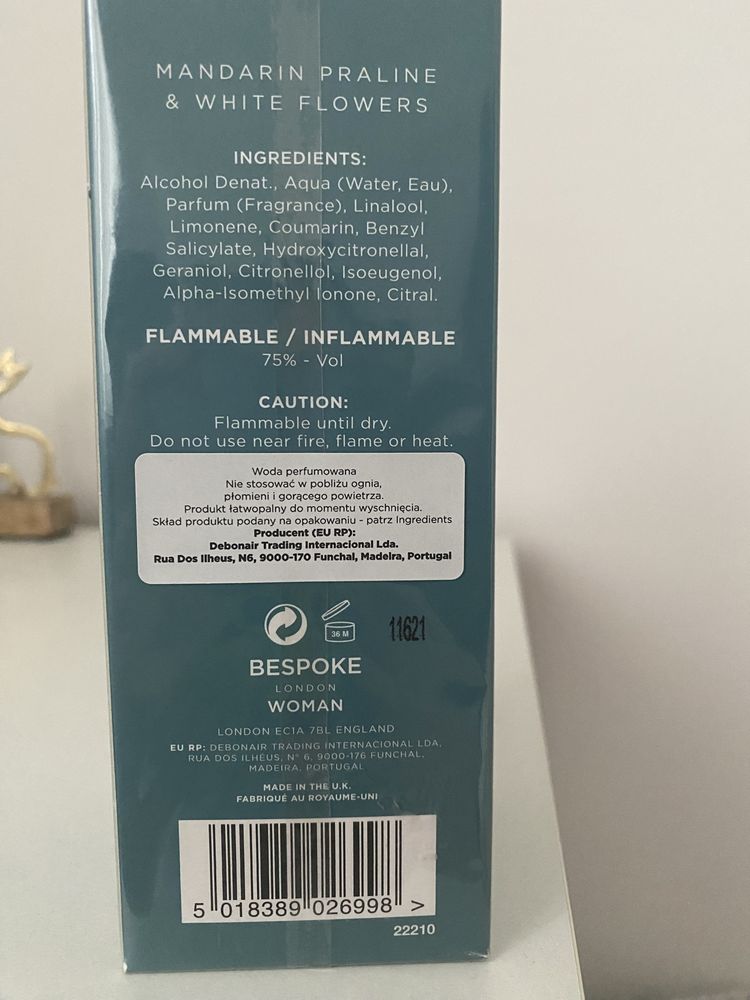 MANDARIN PRALINE
& WHITE FLOWERS
INGREDIENTS:
Alcohol Denat., Aqua (Water, Eau),
Parfum (Fragrance), Linalool,
Limonene, Coumarin, Benzyl
Salicylate, Hydroxycitronellal,
Geraniol, Citronellol, Isoeugenol,
Alpha-Isomethyl Ionone, Citral.
FLAMMABLE / INFLAMMABLE
75% - Vol
CAUTION:
Flammable until dry.
Do not use near fire, flame or heat.
Woda perfumowana
Nie stosować w pobliżu ognia,
płomieni i gorącego powietrza.
Produkt łatwopalny do momentu wyschnięcia.
Skład produktu podany na opakowaniu - patrz Ingredients
Producent (EU RP):
Debonair Trading Internacional Lda.
Rua Dos Ilheus, N6, 9000-170 Funchal, Madeira, Portugal
36 M
11621
BESPOKE
LONDON
WOMAN
LONDON EC1A 7BL ENGLAND
EU RP: DEBONAIR TRADING INTERNACIONAL LDA,
RUA DOS ILHÉUS, N° 6, 9000-176 FUNCHAL,
MADEIRA, PORTUGAL
MADE IN THE U.K.
FABRIQUÉ AU ROYAUME-UNI
5 018389 026998 >
22210